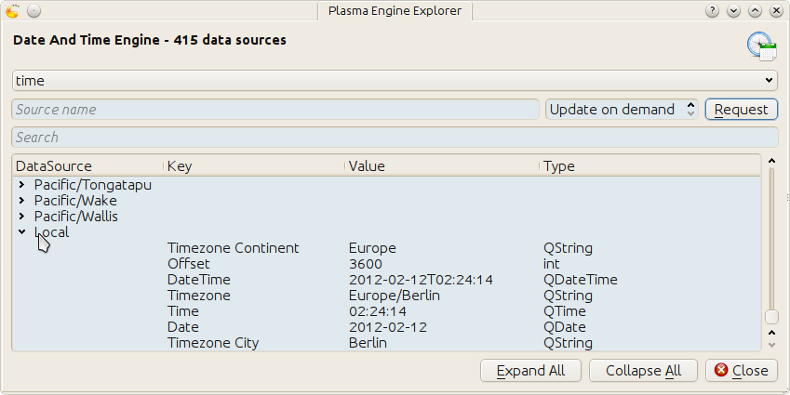 Plasma Engine Explorer
Date And Time Engine - 415 data sources
time
Source name Update on demand Request
Search
DataSource Key Value Type
Pacific/Tongatapu
Pacific/Wake
Pacific/Wallis
Local
Timezone Continent Europe QString
Offset 3600 int
DateTime 2012-02-12T02:24:14 QDateTime
Timezone Europe/Berlin QString
Time 02:24:14 QTime
Date 2012-02-12 QDate
Timezone City Berlin QString
Expand All Collapse All Close